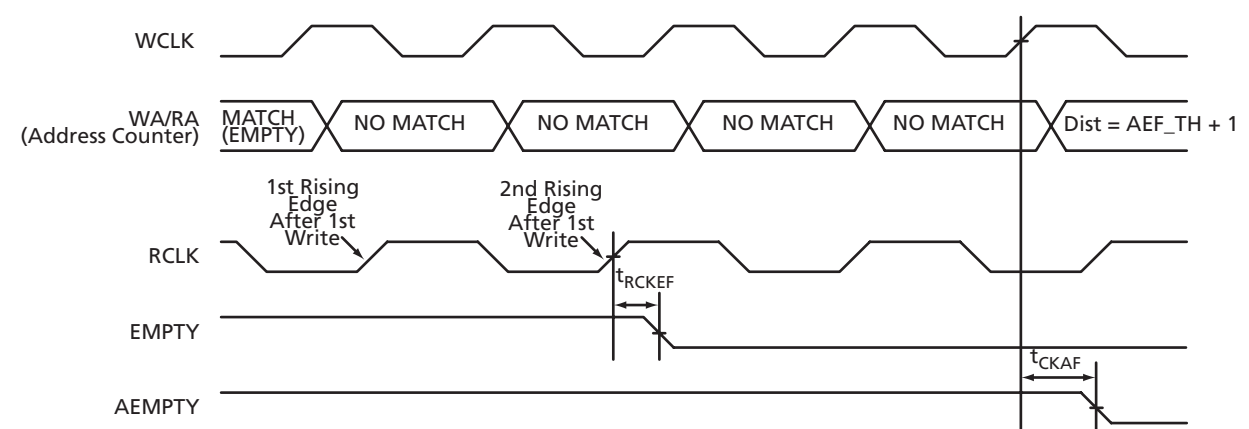 WCLK
WA/RA
(Address Counter)
MATCH
(EMPTY)
NO MATCH
NO MATCH
NO MATCH
NO MATCH
Dist = AEF_TH + 1
1st Rising
Edge
After 1st
Write
2nd Rising
Edge
After 1st
Write
RCLK
tRCKEF
EMPTY
tCKAF
AEMPTY